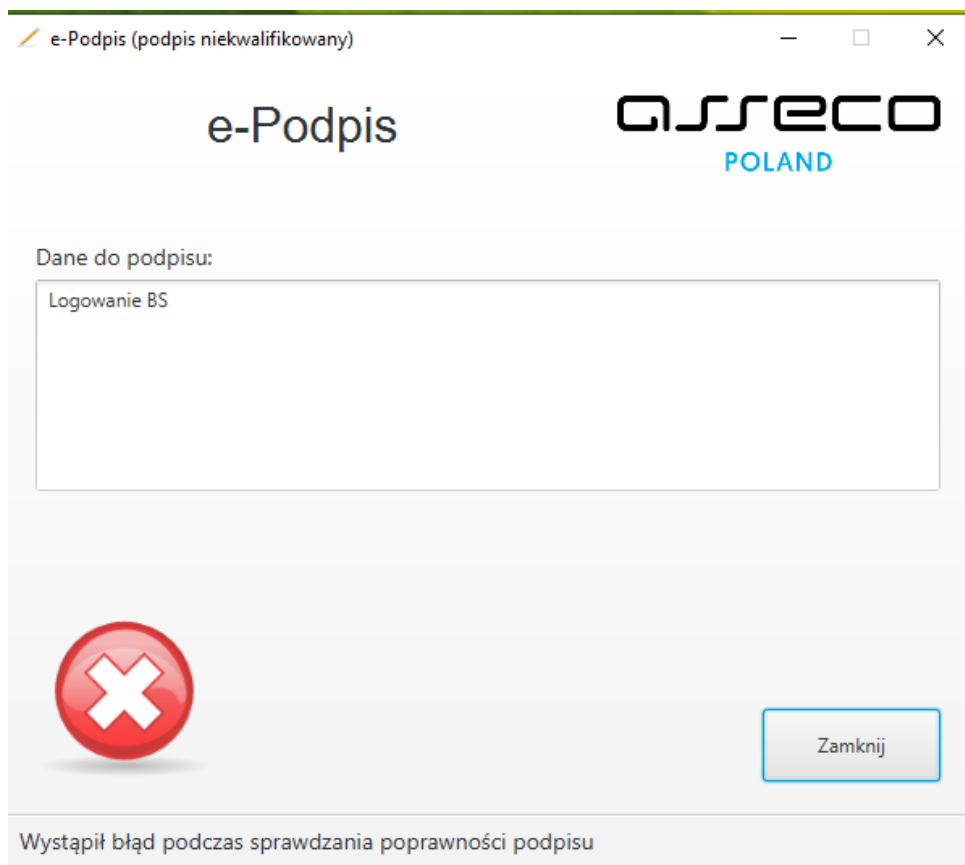 e-Podpis (podpis niekwalifikowany)
e-Podpis
asseco
POLAND
Dane do podpisu:
Logowanie BS
Zamknij
Wystąpił błąd podczas sprawdzania poprawności podpisu